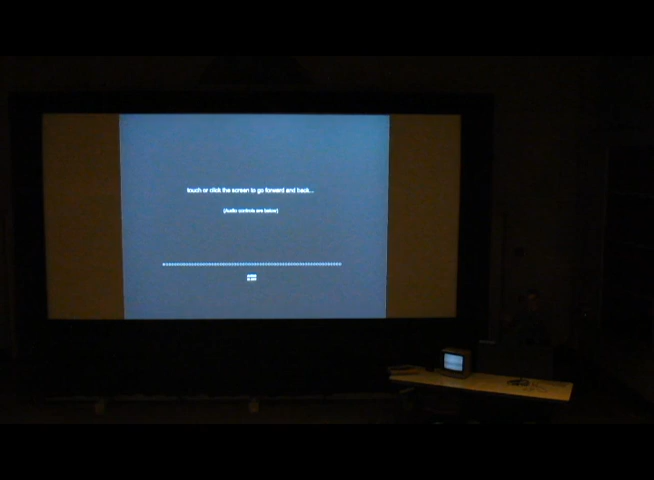 touch or click the screen to go forward and back...
(Audio controls are below)